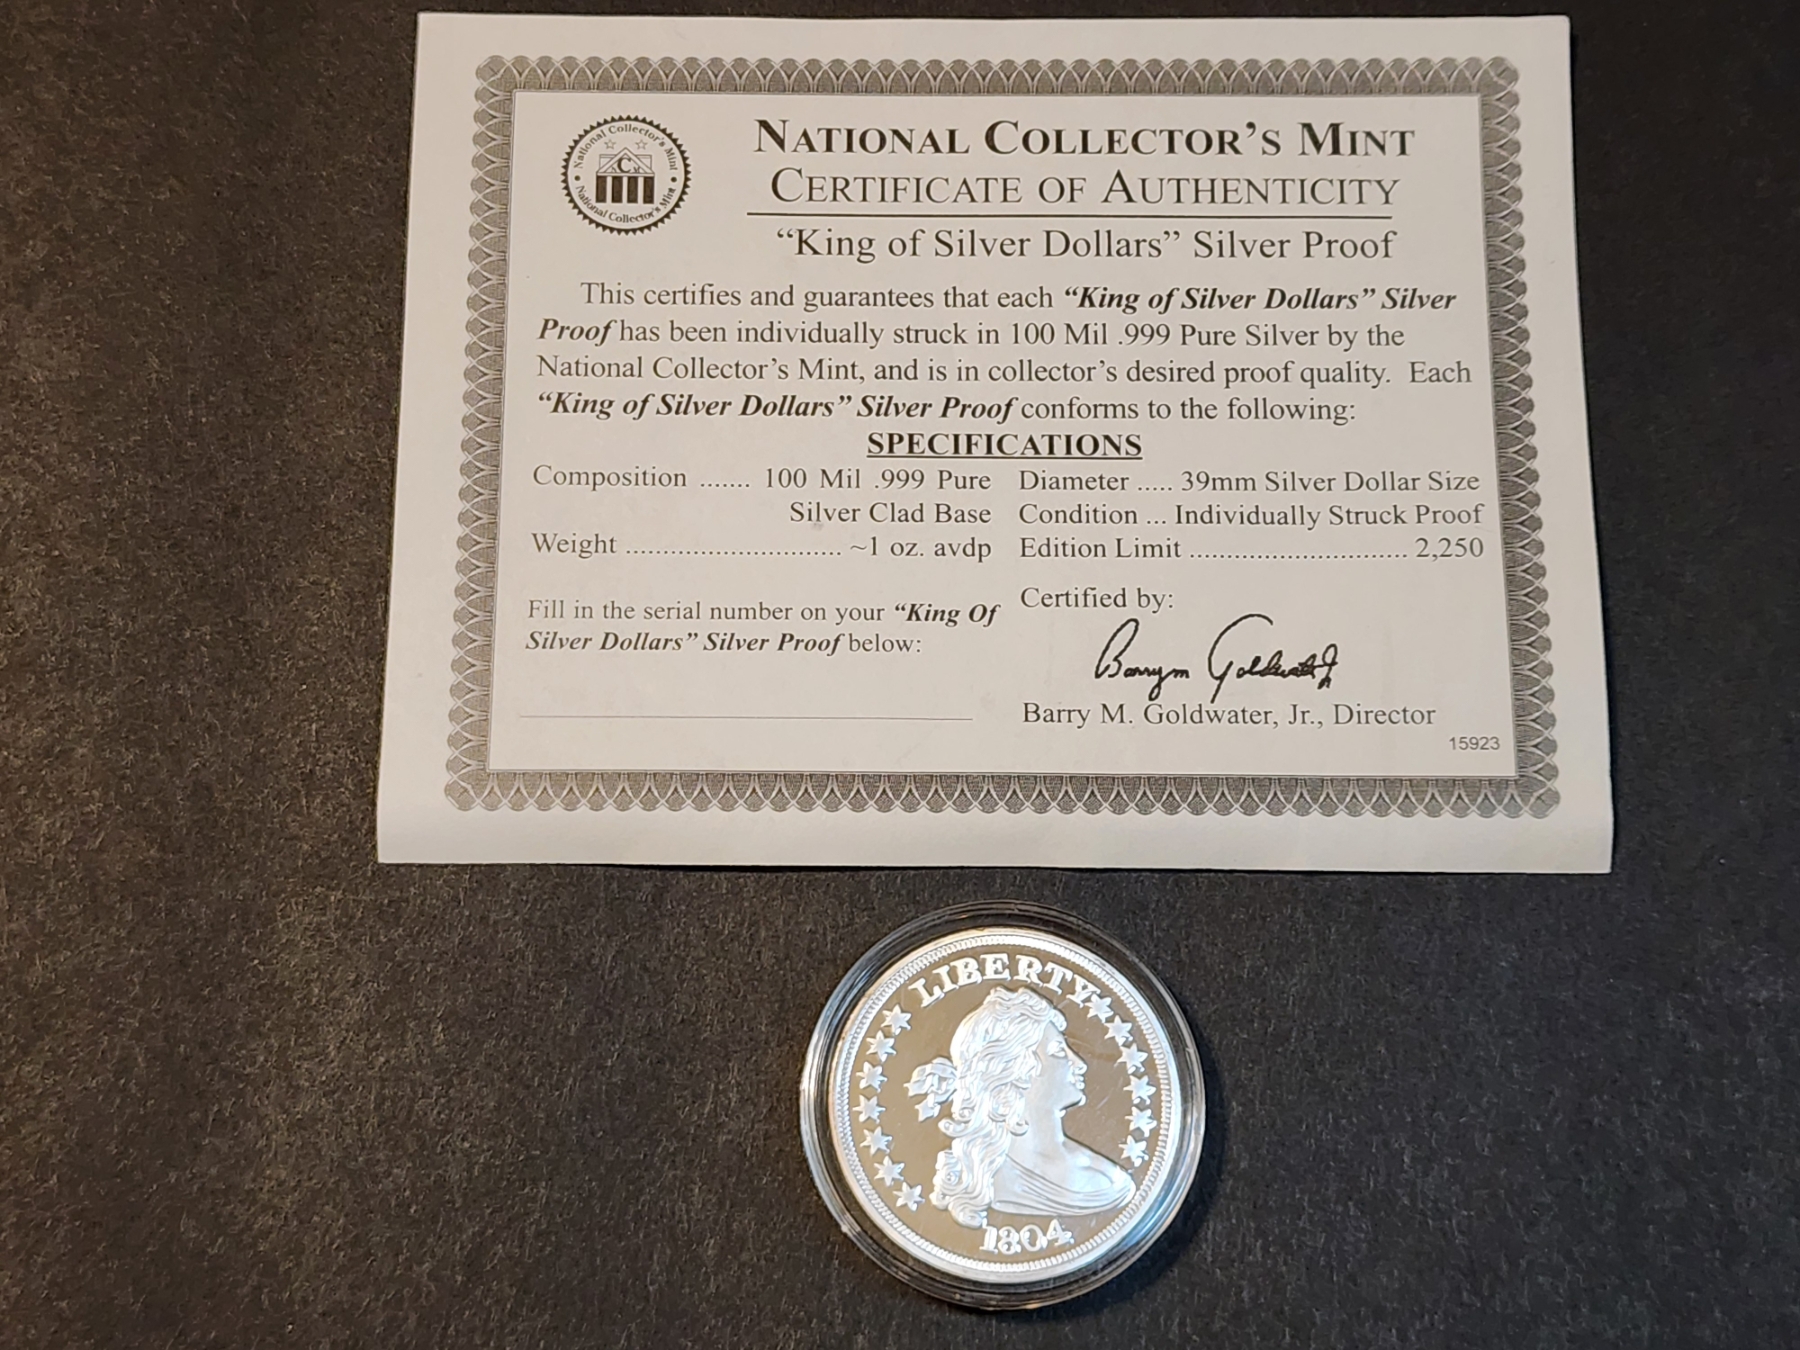 National Collector's Mint
C
National Collector's Mint
NATIONAL COLLECTOR'S MINT
CERTIFICATE OF AUTHENTICITY
“King of Silver Dollars” Silver Proof
This certifies and guarantees that each “King of Silver Dollars” Silver
Proof has been individually struck in 100 Mil .999 Pure Silver by the
National Collector's Mint, and is in collector's desired proof quality. Each
“King of Silver Dollars” Silver Proof conforms to the following:
SPECIFICATIONS
Composition ....... 100 Mil .999 Pure
Silver Clad Base
Weight ............................. ~1 oz. avdp
Diameter ..... 39mm Silver Dollar Size
Condition ... Individually Struck Proof
Edition Limit ............................. 2,250
Fill in the serial number on your “King Of
Silver Dollars” Silver Proof below:
Certified by:
Barry M Goldwater Jr
Barry M. Goldwater, Jr., Director
15923
LIBERTY
1804